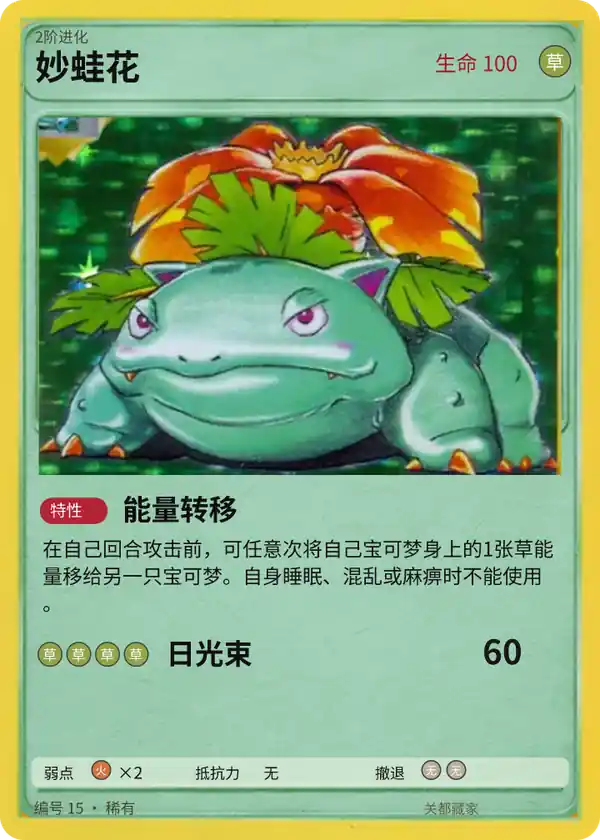 2阶进化
妙蛙花
生命 100 草
特性 能量转移
在自己回合攻击前，可任意次将自己宝可梦身上的1张草能
量移给另一只宝可梦。自身睡眠、混乱或麻痹时不能使用
。
草 草 草 草 日光束 60
弱点 火 ×2 抵抗力 无 撤退 无 无
编号 15 · 稀有 关都藏家